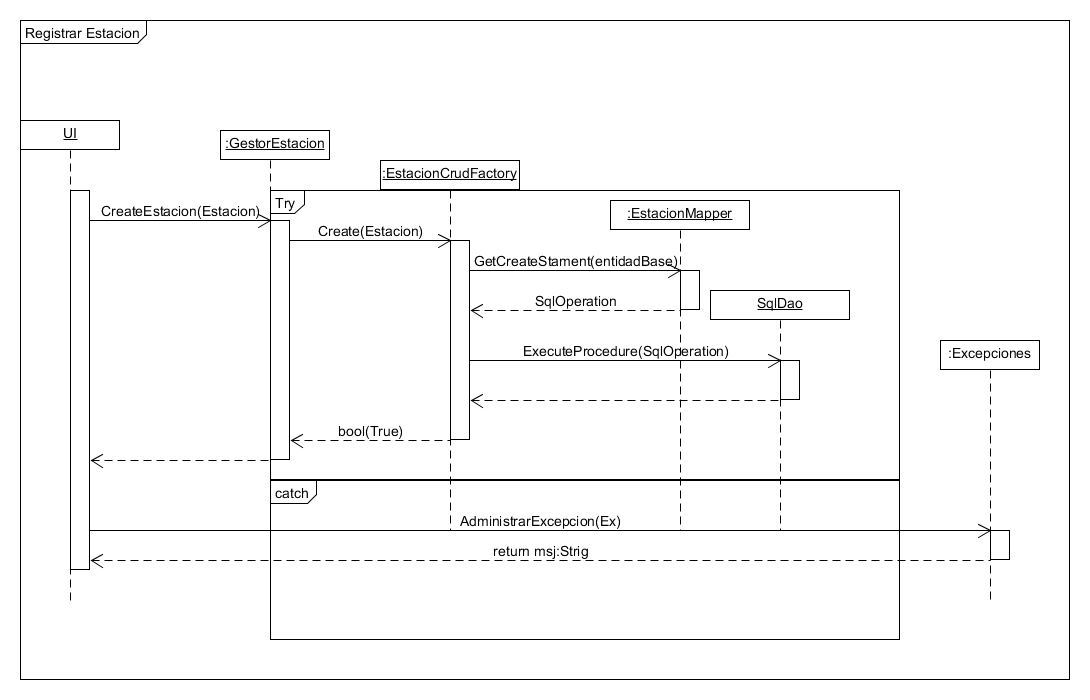 Registrar Estacion
UI
:GestorEstacion
:EstacionCrudFactory
Try
CreateEstacion(Estacion)
:EstacionMapper
Create(Estacion)
GetCreateStament(entidadBase)
SqlOperation
SqlDao
ExecuteProcedure(SqlOperation)
:Excepciones
bool(True)
catch
AdministrarExcepcion(Ex)
return msj:Strig